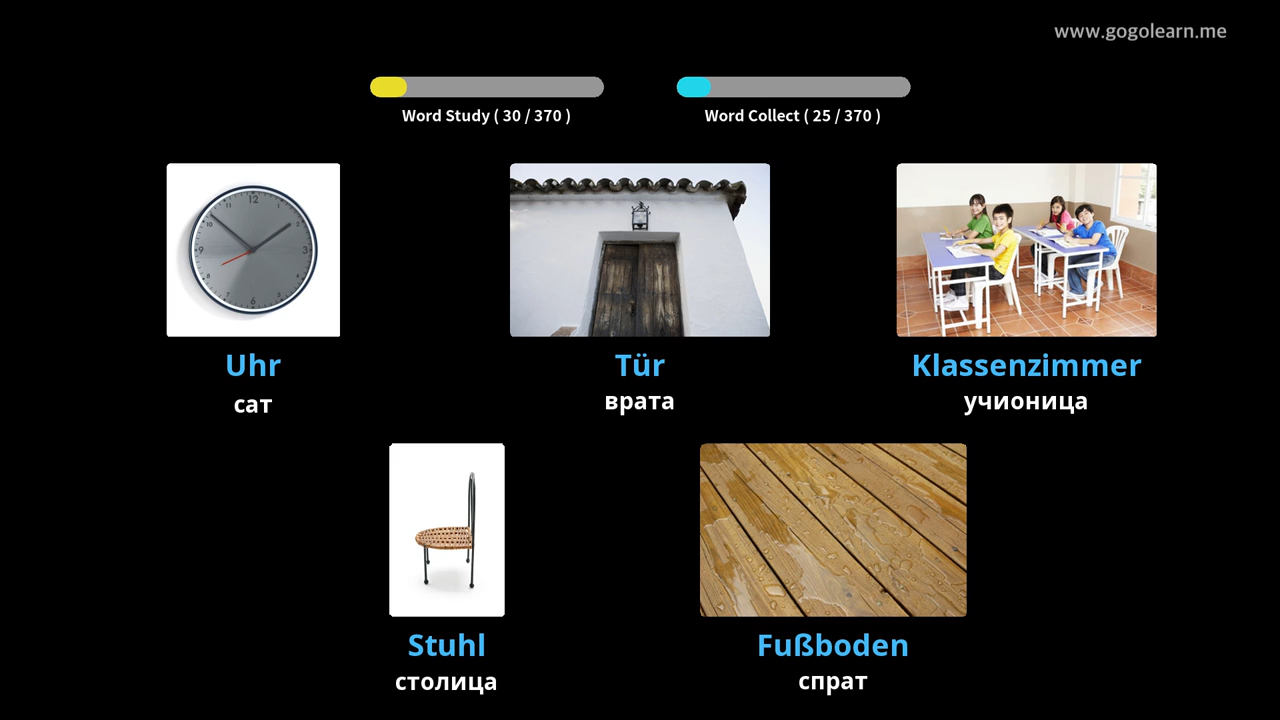 www.gogolearn.me
Word Study ( 30 / 370 )
Word Collect ( 25 / 370 )
Uhr
сат
Tür
врата
Klassenzimmer
учионица
Stuhl
столица
Fußboden
спрат